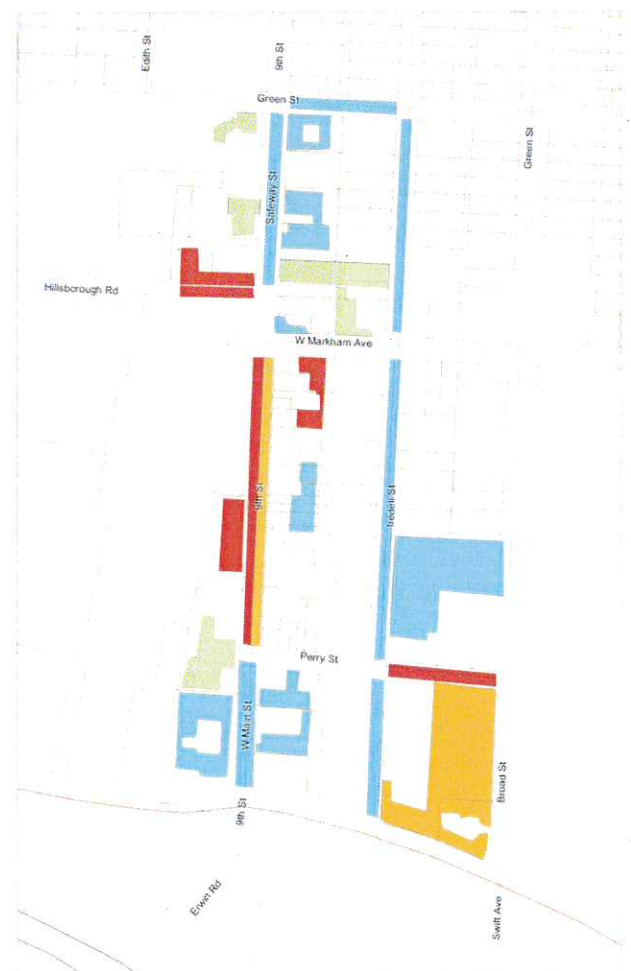 Edith St
9th St
Green St
Green St
Safeway St
Hillsborough Rd
W Markham Ave
9th St
Iredell St
Perry St
W Main St
9th St
Broad St
Erwin Rd
Swift Ave